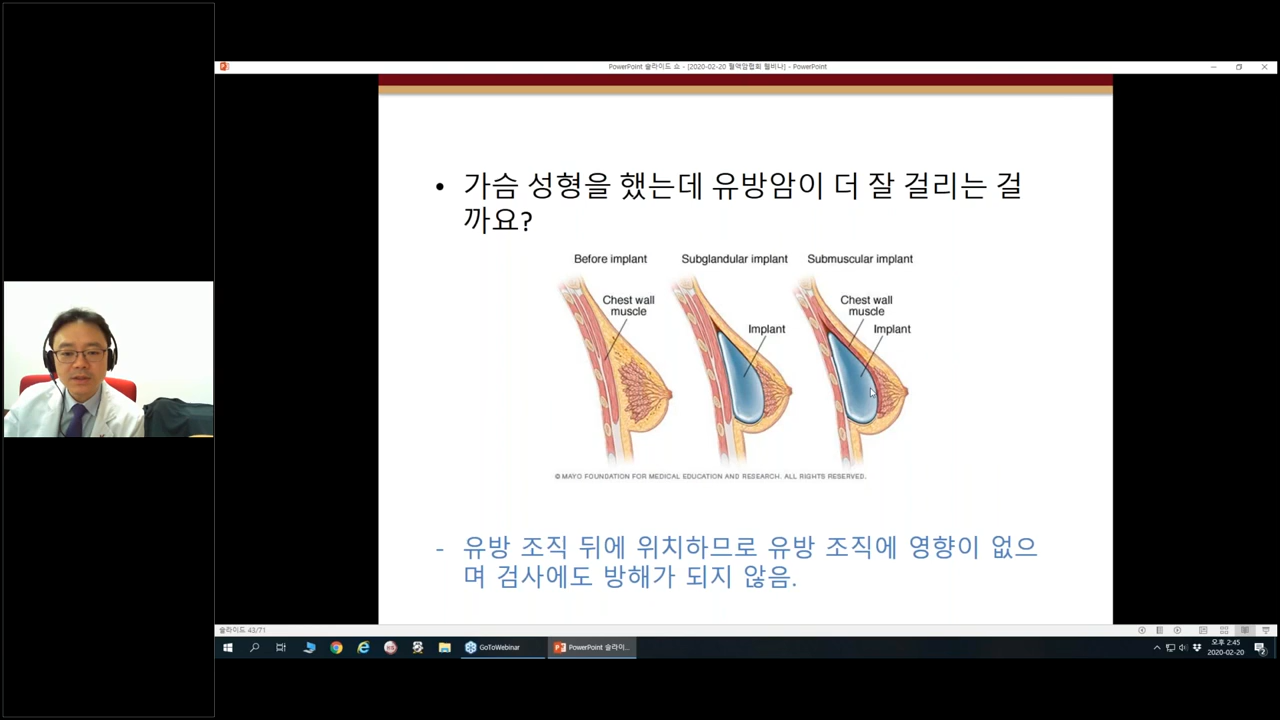 PowerPoint 슬라이드 쇼 - [2020-02-20 혈액암협회 웹비나] - PowerPoint
• 가슴 성형을 했는데 유방암이 더 잘 걸리는 걸
까요?
Before implant
Subglandular implant
Submuscular implant
Chest wall
muscle
Implant
Chest wall
muscle
Implant
© MAYO FOUNDATION FOR MEDICAL EDUCATION AND RESEARCH. ALL RIGHTS RESERVED.
- 유방 조직 뒤에 위치하므로 유방 조직에 영향이 없으
며 검사에도 방해가 되지 않음.
슬라이드 43/71
GoToWebinar
PowerPoint 슬라이...
오후 2:45
2020-02-20